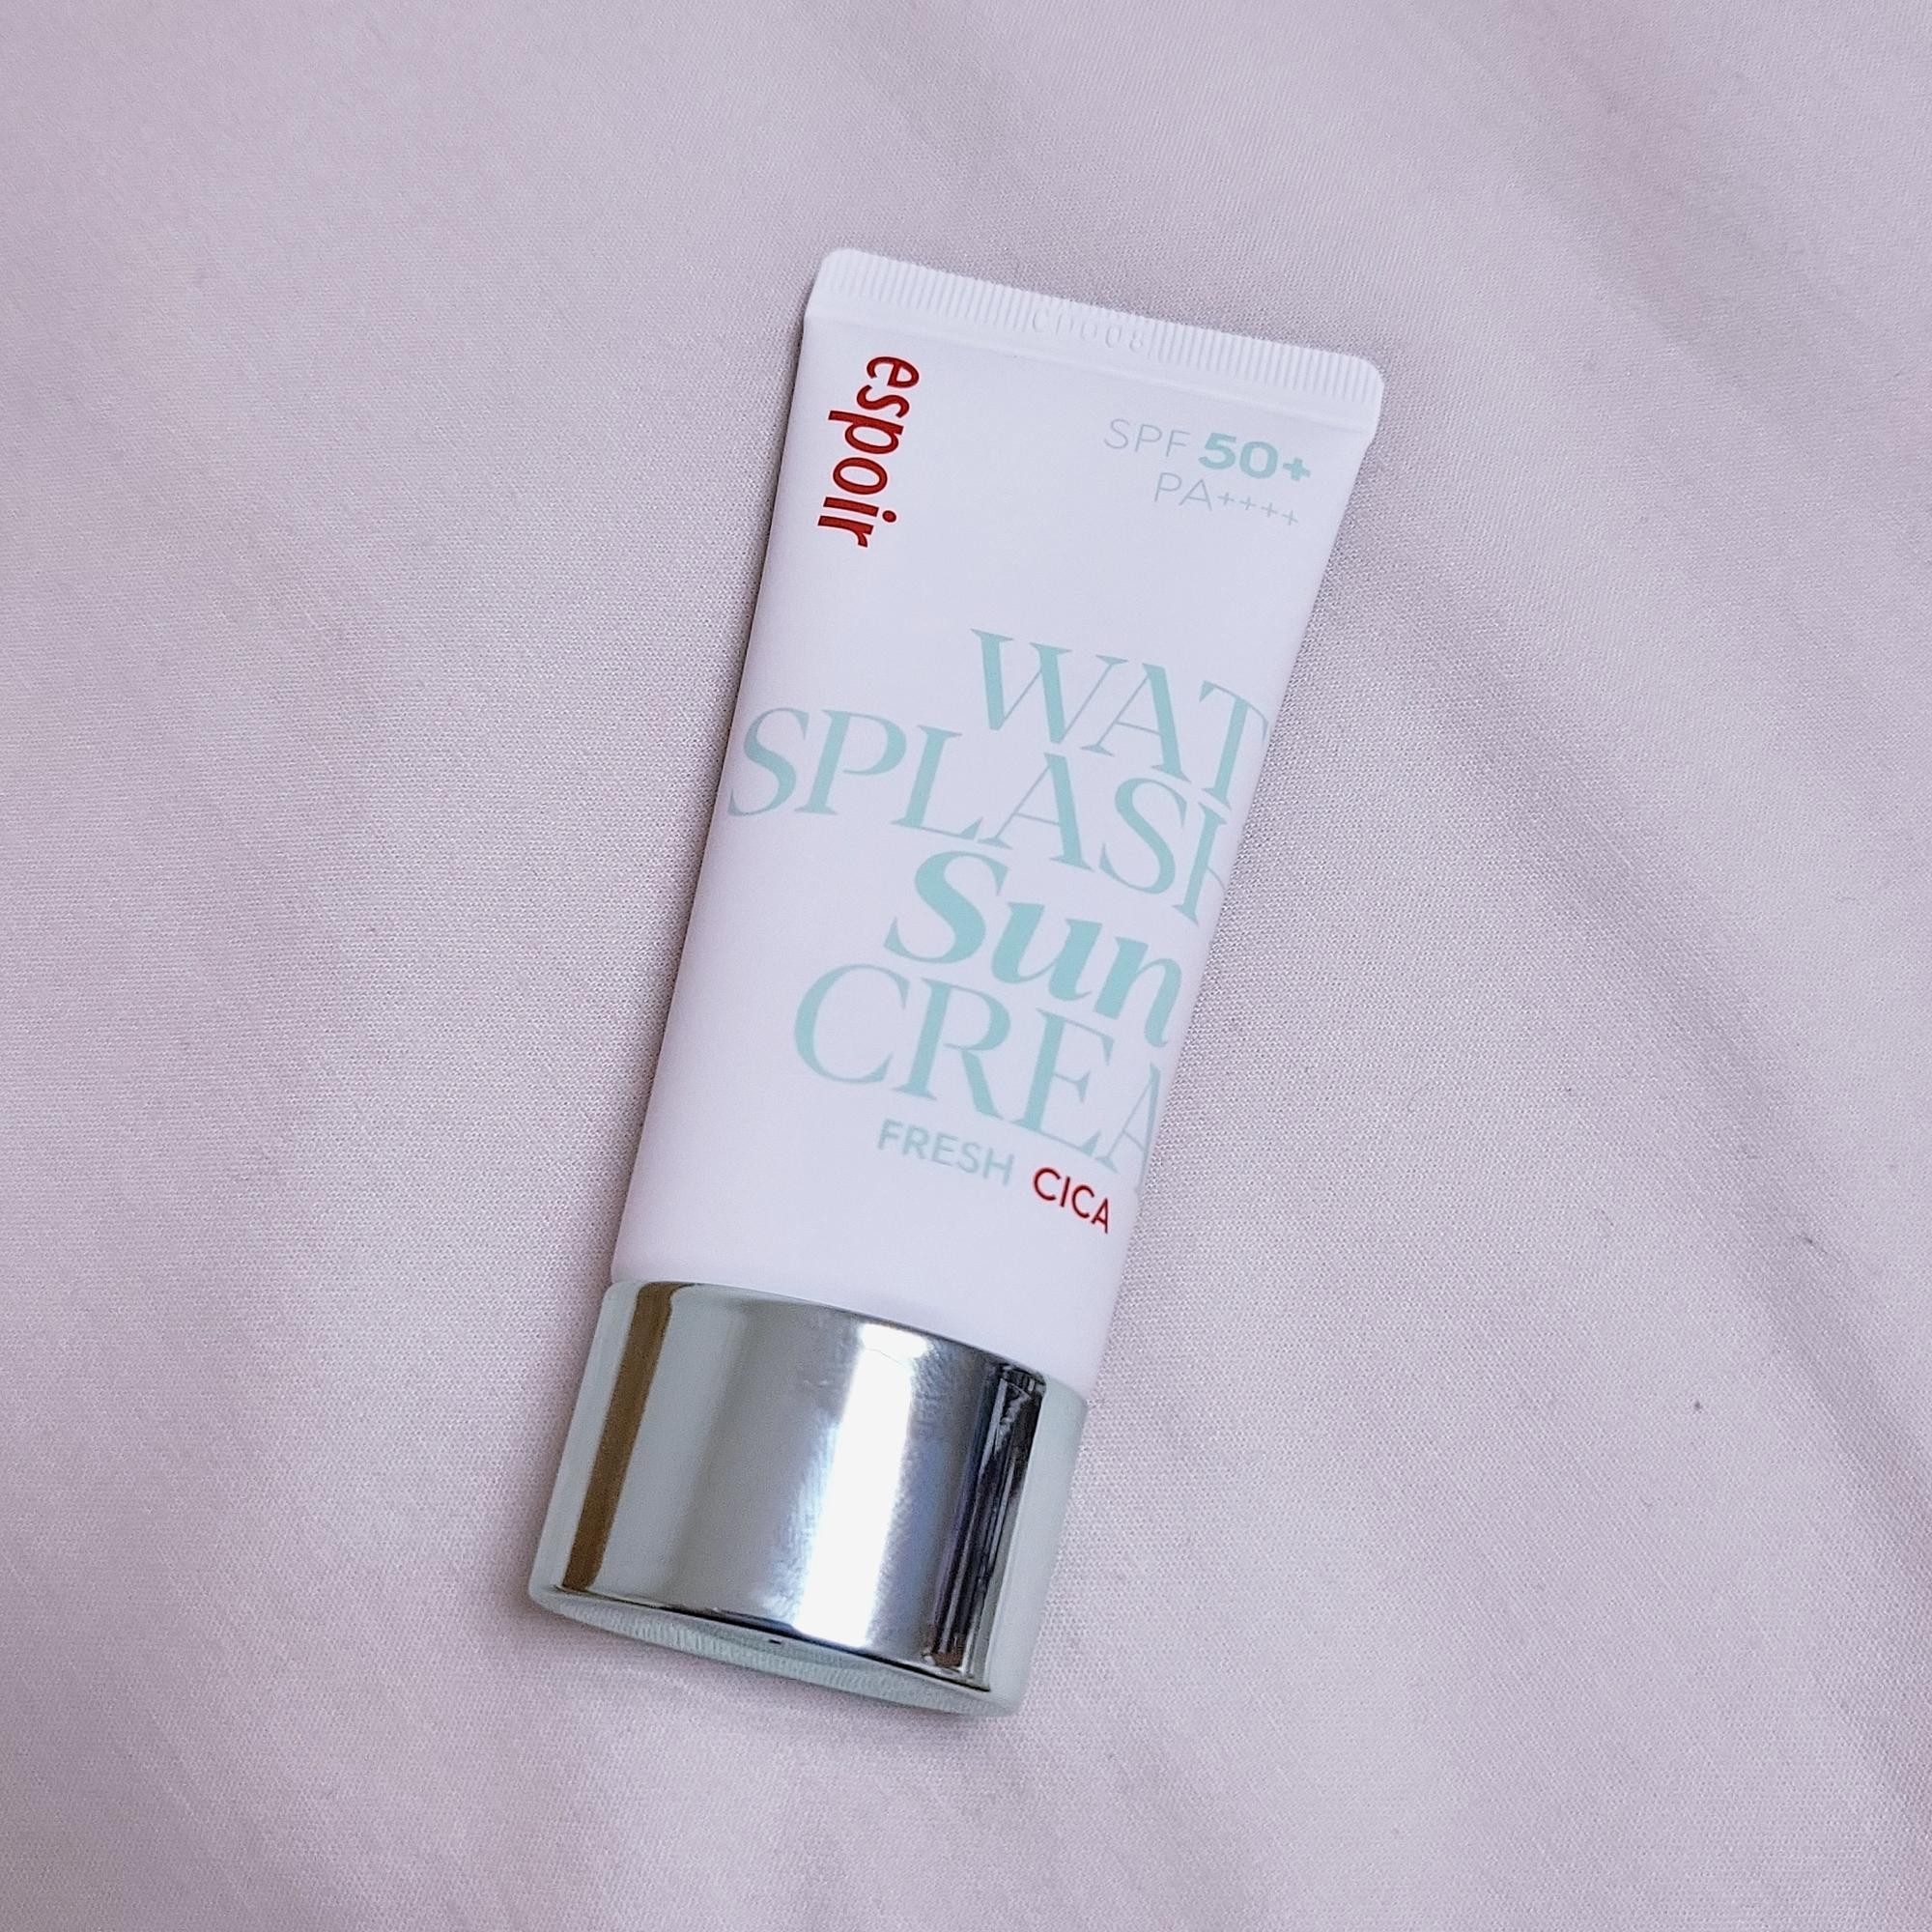 espoir
SPF 50+
PA++++
WAT
SPLASH
Sun
CREA
FRESH CICA